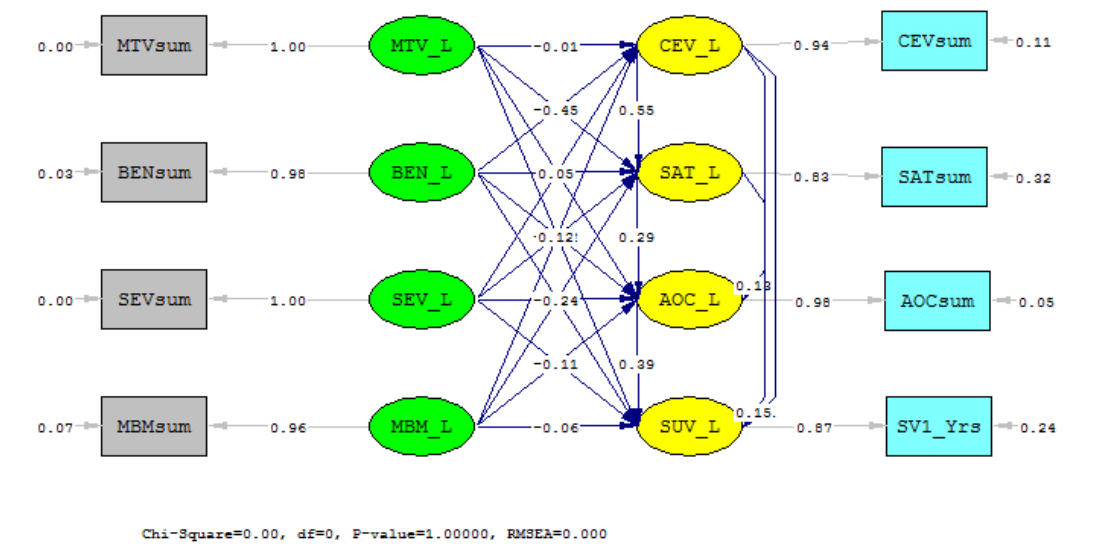 0.00 MTVsum 1.00 MTV_L -0.01 CEV_L 0.94 CEVsum 0.11
-0.45 0.55
0.03 BENsum 0.98 BEN_L 0.05 SAT_L 0.83 SATsum 0.32
0.29
0.13
0.00 SEVsum 1.00 SEV_L -0.24 AOC_L 0.98 AOCsum 0.05
-0.11 0.39
0.15
0.07 MBMsum 0.96 MBM_L -0.06 SUV_L 0.87 SV1_Yrs 0.24
Chi-Square=0.00, df=0, P-value=1.00000, RMSEA=0.000